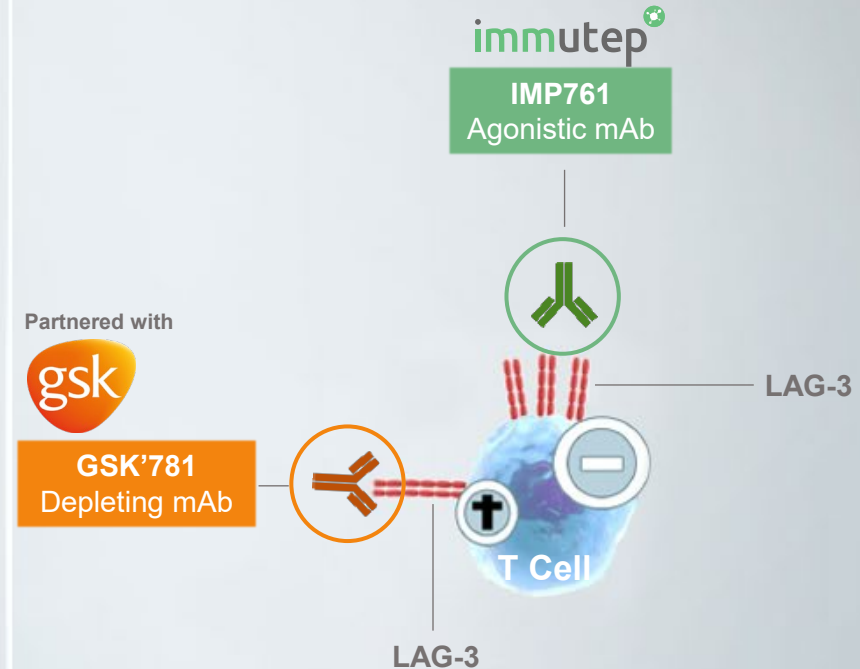 immutep
IMP761
Agonistic mAb
Partnered with
gsk
LAG-3
GSK’781
Depleting mAb
T Cell
LAG-3